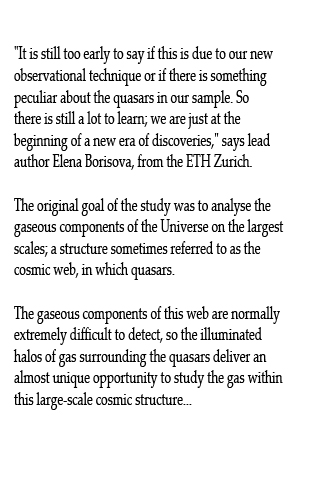 "It is still too early to say if this is due to our new
observational technique or if there is something
peculiar about the quasars in our sample. So
there is still a lot to learn; we are just at the
beginning of a new era of discoveries," says lead
author Elena Borisova, from the ETH Zurich.
The original goal of the study was to analyse the
gaseous components of the Universe on the largest
scales; a structure sometimes referred to as the
cosmic web, in which quasars.
The gaseous components of this web are normally
extremely difficult to detect, so the illuminated
halos of gas surrounding the quasars deliver an
almost unique opportunity to study the gas within
this large-scale cosmic structure...